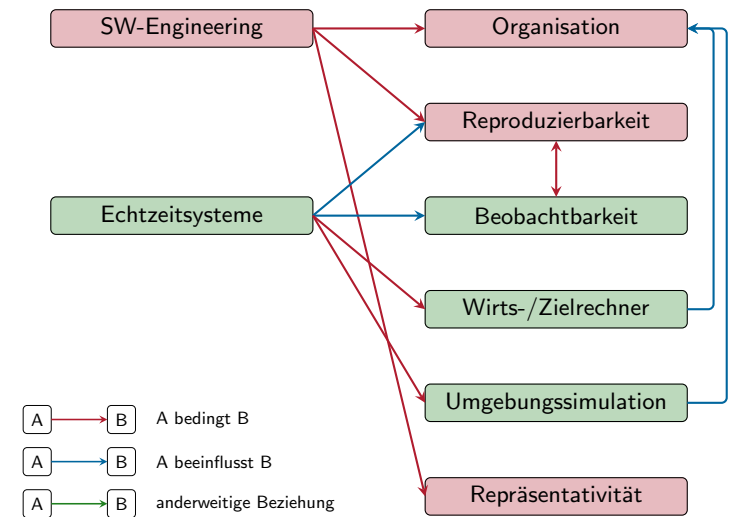 SW-Engineering
Organisation
Reproduzierbarkeit
Echtzeitsysteme
Beobachtbarkeit
Wirts-/Zielrechner
Umgebungssimulation
Repräsentativität
A B A bedingt B
A B A beeinflusst B
A B anderweitige Beziehung